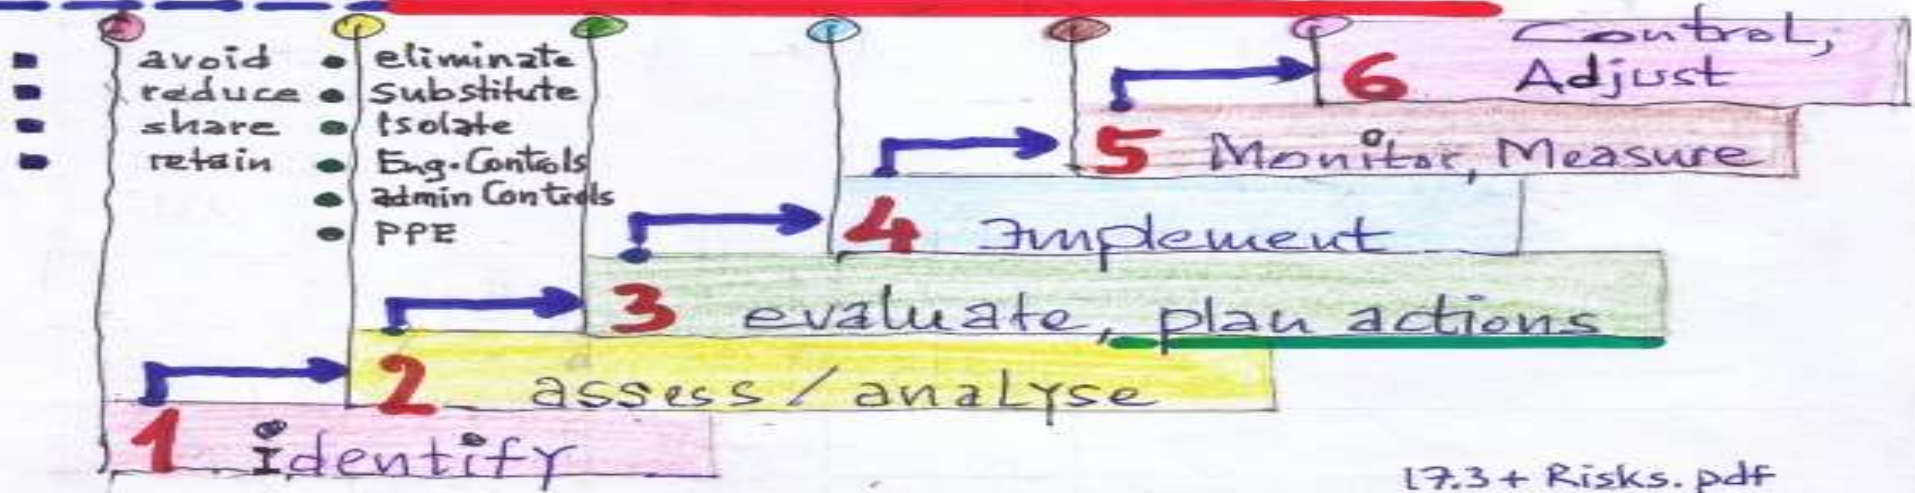 avoid
reduce
share
retain
eliminate
Substitute
Isolate
Eng. Controls
admin Controls
PPE
6 Control,
Adjust
5 Monitor, Measure
4 Implement
3 evaluate, plan actions
2 assess / analyse
1 Identify
17.3 + Risks.pdf